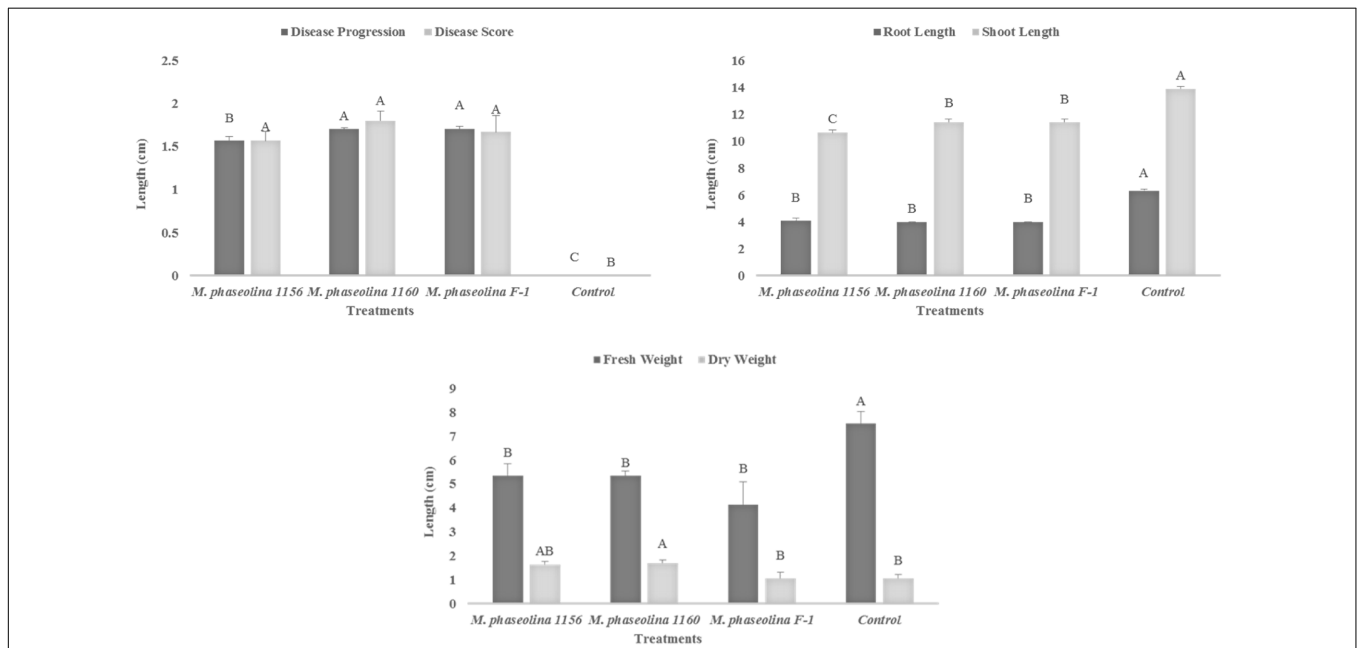 Disease Progression Disease Score
2.5
2
1.5
1
0.5
0
Length (cm)
B A A A A A C B
M. phaseolina 1156 M. phaseolina 1160 M. phaseolina F-1 Control
Treatments
Root Length Shoot Length
16
14
12
10
8
6
4
2
0
Length (cm)
B C B B B B A A
M. phaseolina 1156 M. phaseolina 1160 M. phaseolina F-1 Control
Treatments
Fresh Weight Dry Weight
9
8
7
6
5
4
3
2
1
0
Length (cm)
B AB B A B B A B
M. phaseolina 1156 M. phaseolina 1160 M. phaseolina F-1 Control
Treatments